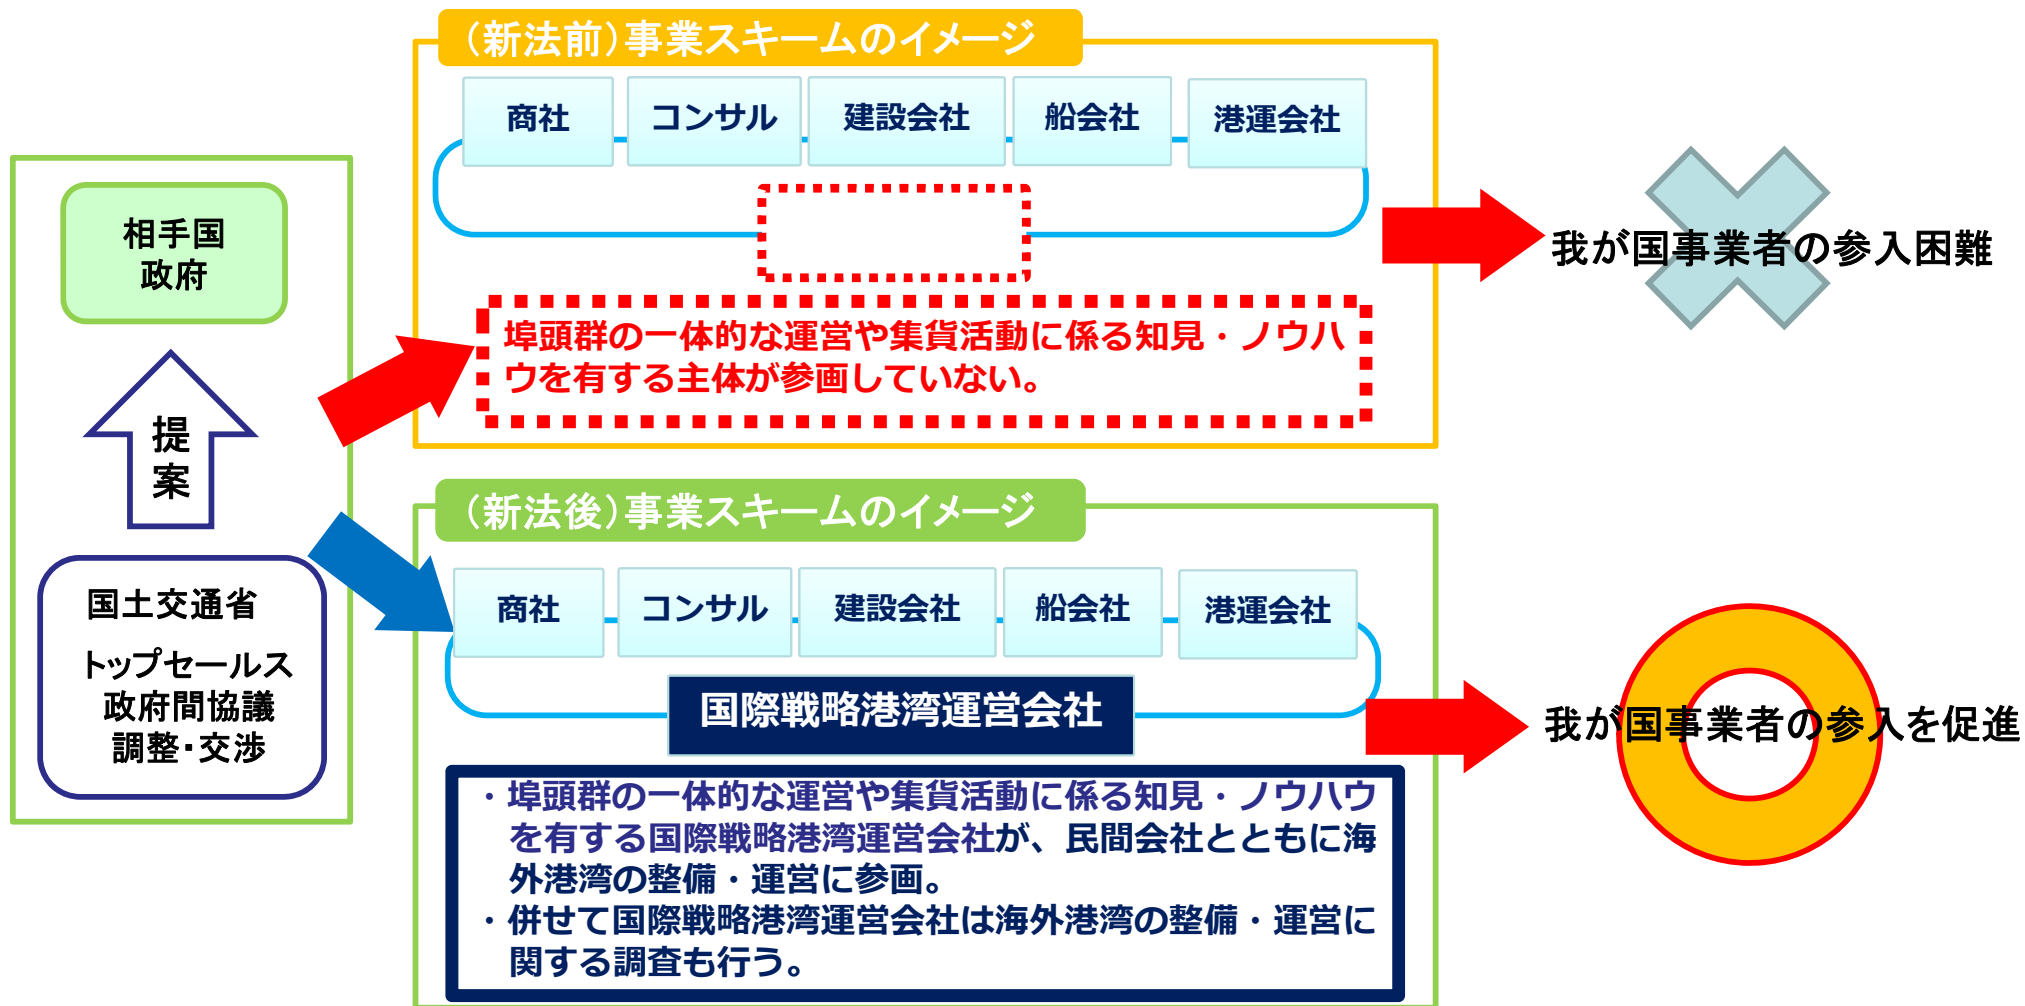 （新法前）事業スキームのイメージ
商社
コンサル
建設会社
船会社
港運会社
埠頭群の一体的な運営や集貨活動に係る知見・ノウハ
ウを有する主体が参画していない。
我が国事業者の参入困難
相手国
政府
提
案
国土交通省
トップセールス
政府間協議
調整・交渉
（新法後）事業スキームのイメージ
商社
コンサル
建設会社
船会社
港運会社
国際戦略港湾運営会社
・埠頭群の一体的な運営や集貨活動に係る知見・ノウハウ
を有する国際戦略港湾運営会社が、民間会社とともに海
外港湾の整備・運営に参画。
・併せて国際戦略港湾運営会社は海外港湾の整備・運営に
関する調査も行う。
我が国事業者の参入を促進